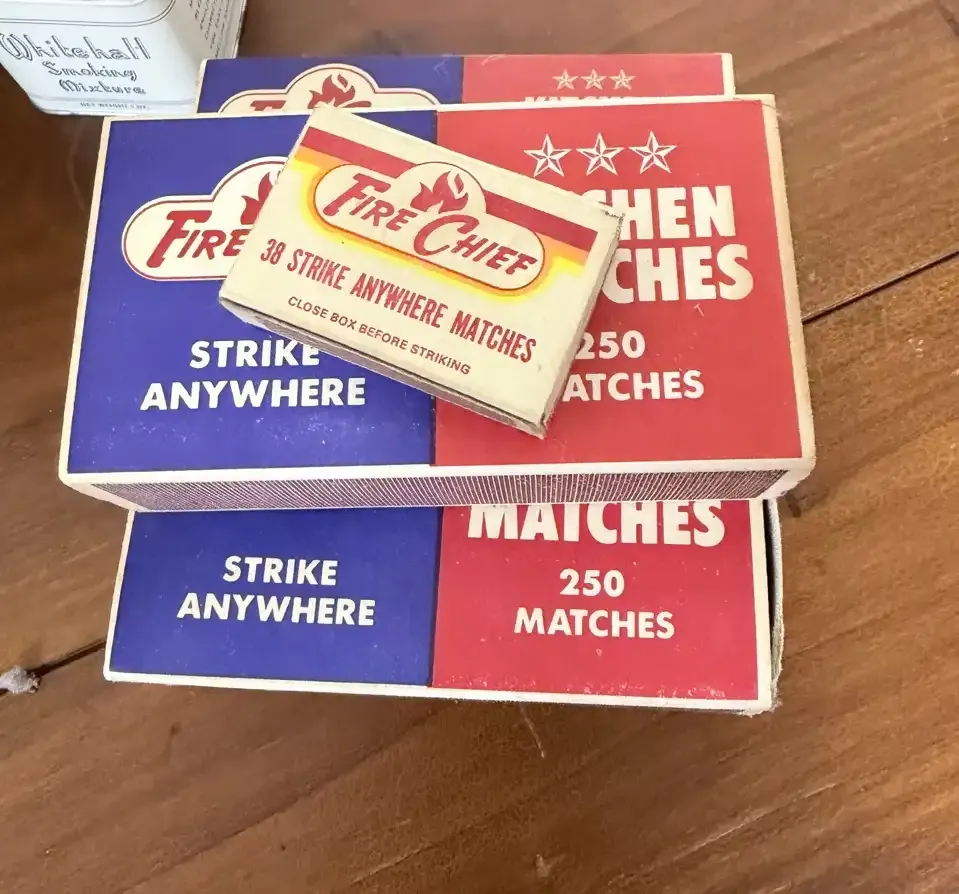 Whitehall
Smoking
Mixture
FIRE CHIEF
38 STRIKE ANYWHERE MATCHES
CLOSE BOX BEFORE STRIKING
FIRE
STRIKE
ANYWHERE
250
MATCHES
STRIKE
ANYWHERE
250
MATCHES